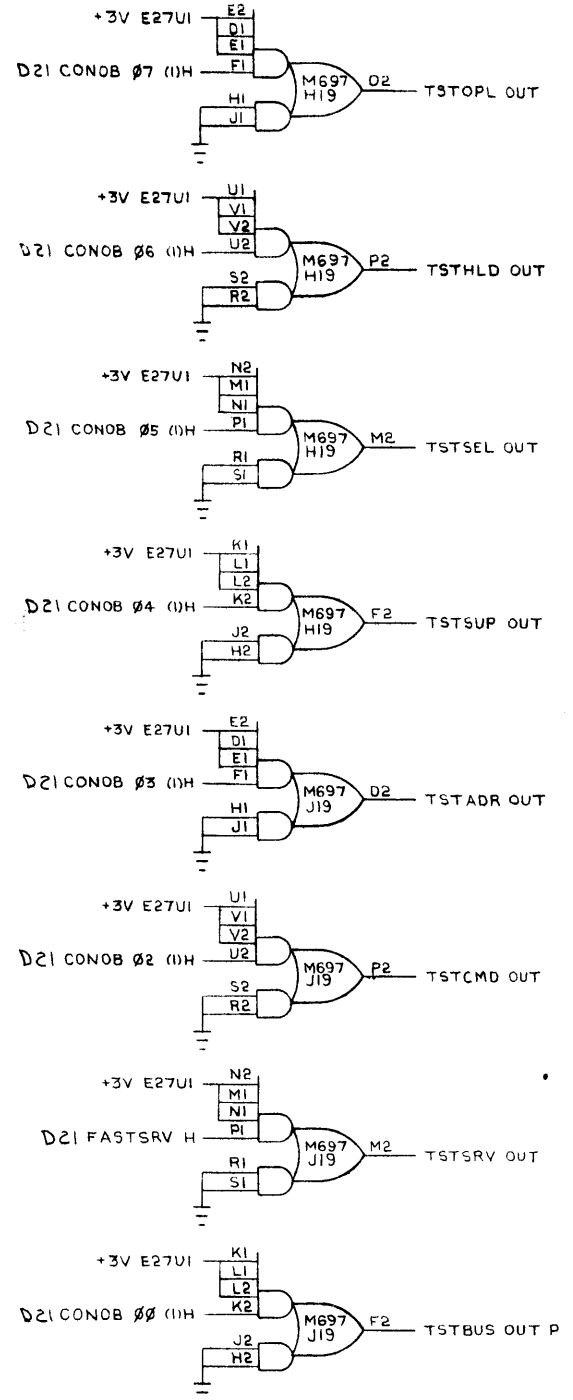 +3V E27U1 E2
D1
E1
D21 CONOB Ø7 (1)H F1
M697 D2 TSTOPL OUT
H19
H1
J1
+3V E27U1 U1
V1
V2
D21 CONOB Ø6 (1)H U2
M697 P2 TSTHLD OUT
H19
S2
R2
+3V E27U1 N2
M1
N1
D21 CONOB Ø5 (1)H P1
M697 M2 TSTSEL OUT
H19
R1
S1
+3V E27U1 K1
L1
L2
D21 CONOB Ø4 (1)H K2
M697 F2 TSTSUP OUT
H19
J2
H2
+3V E27U1 E2
D1
E1
D21 CONOB Ø3 (1)H F1
M697 D2 TSTADR OUT
J19
H1
J1
+3V E27U1 U1
V1
V2
D21 CONOB Ø2 (1)H U2
M697 P2 TSTCMD OUT
J19
S2
R2
+3V E27U1 N2
M1
N1
D21 FASTSRV H P1
M697 M2 TSTSRV OUT
J19
R1
S1
+3V E27U1 K1
L1
L2
D21 CONOB ØØ (1)H K2
M697 F2 TSTBUS OUT P
J19
J2
H2